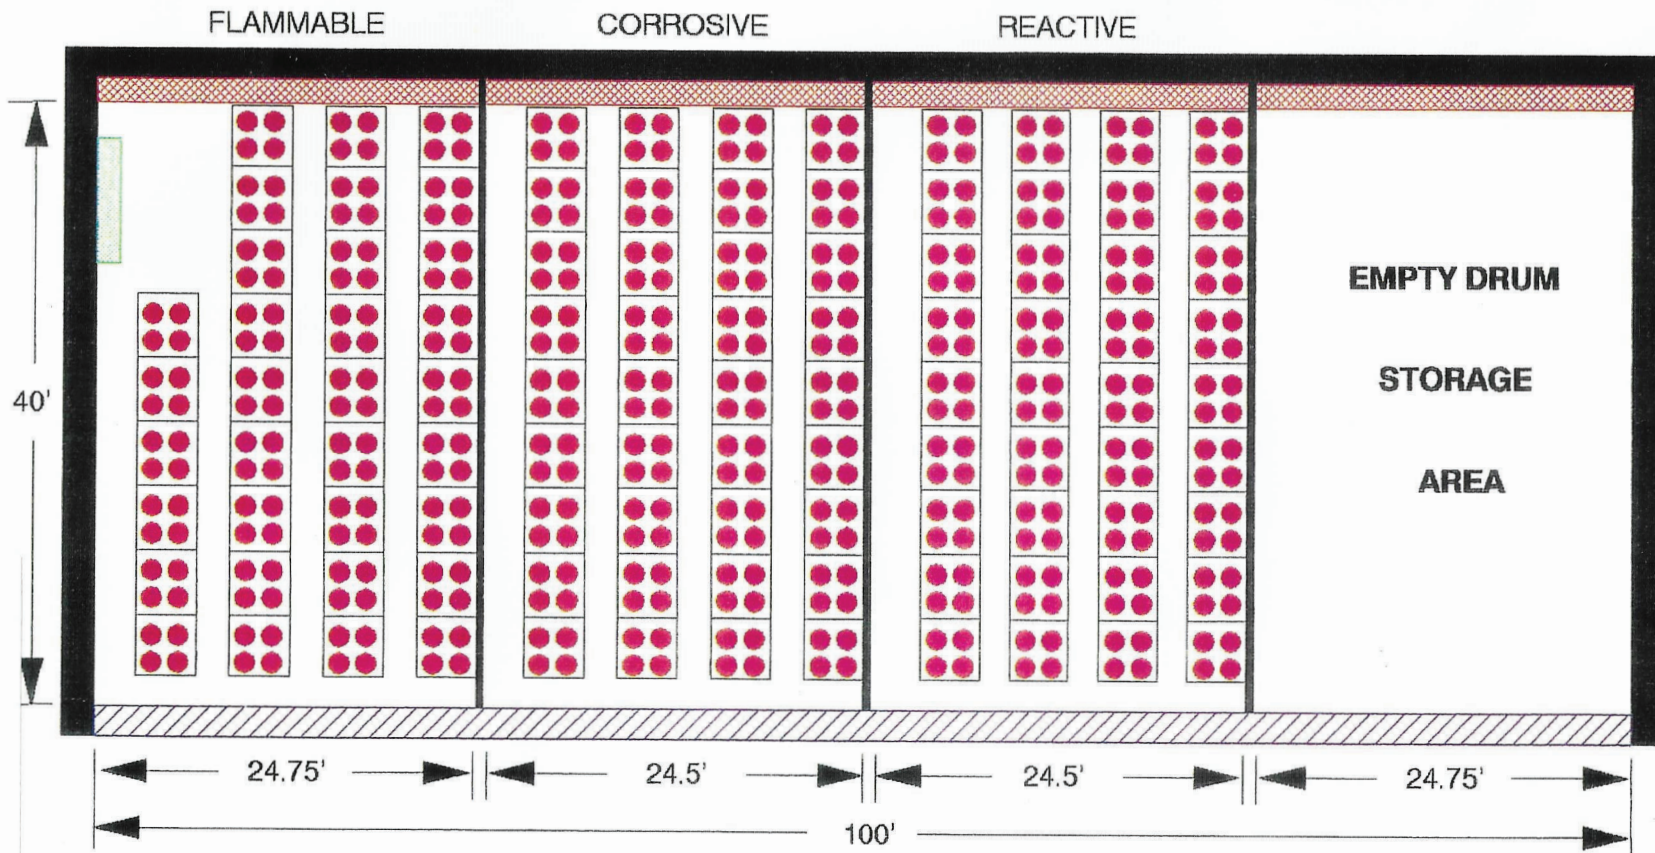 FLAMMABLE
CORROSIVE
REACTIVE
EMPTY DRUM
STORAGE
AREA
40'
24.75'
24.5'
24.5'
24.75'
100'